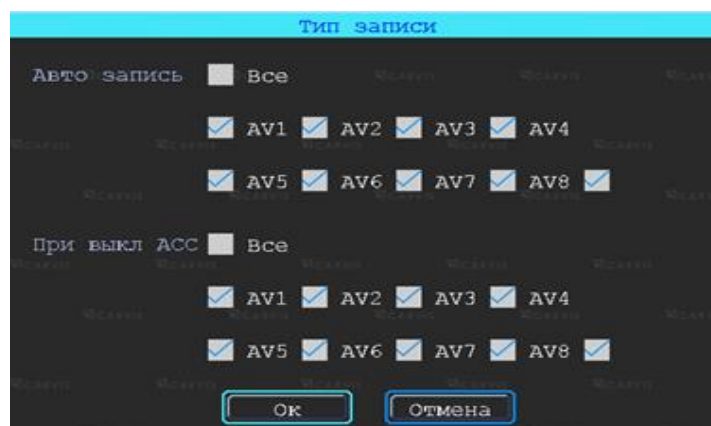 Тип записи
Авто запись Все
AV1 AV2 AV3 AV4
AV5 AV6 AV7 AV8
При выкл ACC Все
AV1 AV2 AV3 AV4
AV5 AV6 AV7 AV8
Ок Отмена